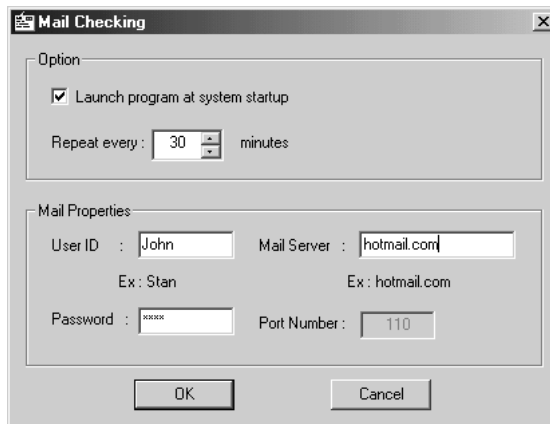 Mail Checking
Option
Launch program at system startup
Repeat every : 30 minutes
Mail Properties
User ID : John Mail Server : hotmail.com
Ex : Stan Ex : hotmail.com
Password : xxxx Port Number : 110
OK Cancel